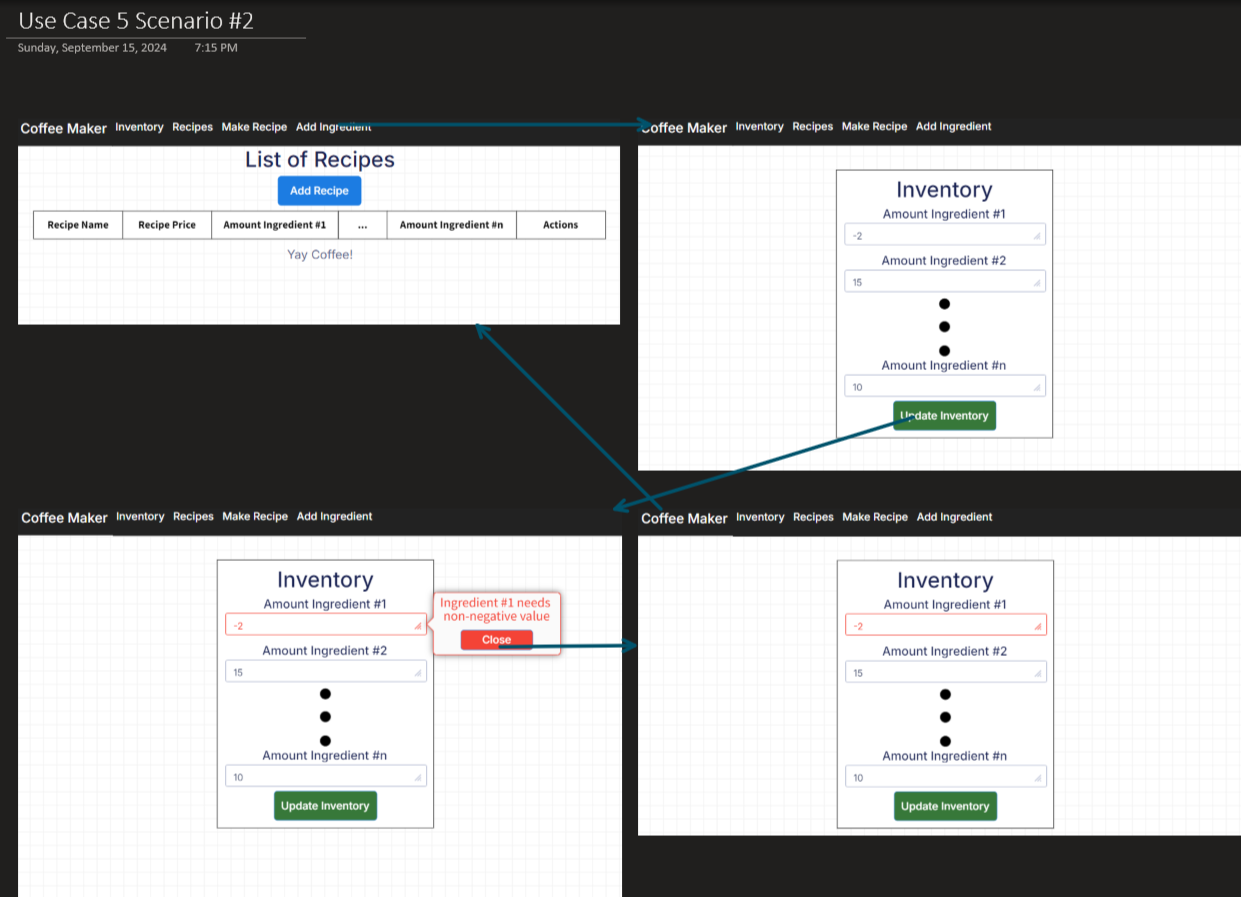 Use Case 5 Scenario #2
Sunday, September 15, 2024 7:15 PM
Coffee Maker Inventory Recipes Make Recipe Add Ingredient
List of Recipes
Add Recipe
Recipe Name Recipe Price Amount Ingredient #1 ... Amount Ingredient #n Actions
Yay Coffee!
Coffee Maker Inventory Recipes Make Recipe Add Ingredient
Inventory
Amount Ingredient #1
-2
Amount Ingredient #2
15
Amount Ingredient #n
10
Update Inventory
Coffee Maker Inventory Recipes Make Recipe Add Ingredient
Inventory
Amount Ingredient #1
-2
Ingredient #1 needs
non-negative value
Close
Amount Ingredient #2
15
Amount Ingredient #n
10
Update Inventory
Coffee Maker Inventory Recipes Make Recipe Add Ingredient
Inventory
Amount Ingredient #1
-2
Amount Ingredient #2
15
Amount Ingredient #n
10
Update Inventory